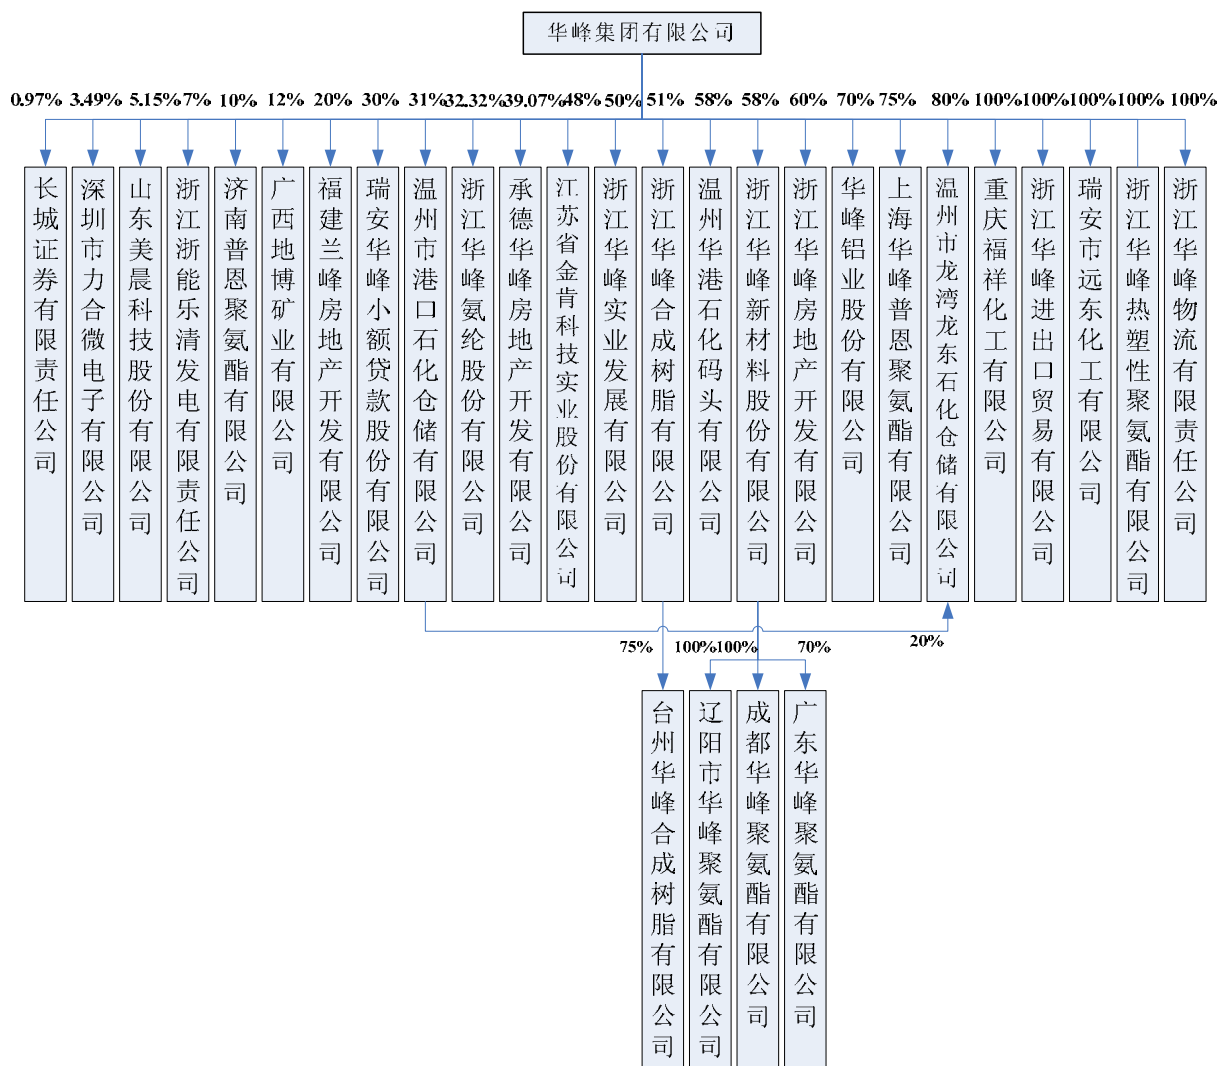 华峰集团有限公司
0.97% 3.49% 5.15% 7% 10% 12% 20% 30% 31% 32.32% 39.07% 48% 50% 51% 58% 58% 60% 70% 75% 80% 100% 100% 100% 100% 100%
长城证券有限责任公司
深圳市力合微电子有限公司
山东美晨科技股份有限公司
浙江浙能乐清发电有限责任公司
济南普恩聚氨酯有限公司
广西地博矿业有限公司
福建兰峰房地产开发有限公司
瑞安华峰小额贷款股份有限公司
温州市港口石化仓储有限公司
浙江华峰氨纶股份有限公司
承德华峰房地产开发有限公司
江苏省金肯科技实业股份有限公司
浙江华峰实业发展有限公司
浙江华峰合成树脂有限公司
温州华港石化码头有限公司
浙江华峰新材料股份有限公司
浙江华峰房地产开发有限公司
华峰铝业股份有限公司
上海华峰普恩聚氨酯有限公司
温州市龙湾龙东石化仓储有限公司
重庆福祥化工有限公司
浙江华峰进出口贸易有限公司
瑞安市远东化工有限公司
浙江华峰热塑性聚氨酯有限公司
浙江华峰物流有限责任公司
75% 100% 100% 70% 20%
台州华峰合成树脂有限公司
辽阳市华峰聚氨酯有限公司
成都华峰聚氨酯有限公司
广东华峰聚氨酯有限公司